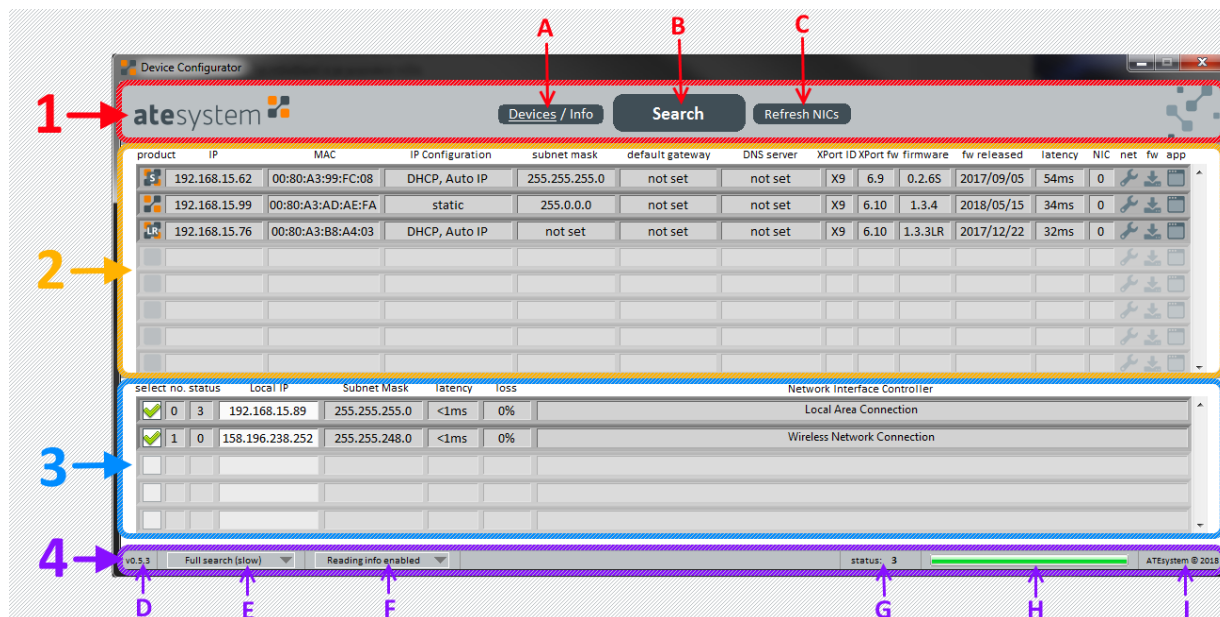 A B C
Device Configurator
1
atesystem
Devices / Info
Search
Refresh NICs
product IP MAC IP Configuration subnet mask default gateway DNS server XPort ID XPort fw firmware fw released latency NIC net fw app
S 192.168.15.62 00:80:A3:99:FC:08 DHCP, Auto IP 255.255.255.0 not set not set X9 6.9 0.2.6S 2017/09/05 54ms 0
192.168.15.99 00:80:A3:AD:AE:FA static 255.0.0.0 not set not set X9 6.10 1.3.4 2018/05/15 34ms 0
LR 192.168.15.76 00:80:A3:B8:A4:03 DHCP, Auto IP not set not set not set X9 6.10 1.3.3LR 2017/12/22 32ms 0
2
select no. status Local IP Subnet Mask latency loss Network Interface Controller
0 3 192.168.15.89 255.255.255.0 <1ms 0% Local Area Connection
1 0 158.196.238.252 255.255.248.0 <1ms 0% Wireless Network Connection
3
4
v0.5.3 Full search (slow) Reading info enabled status: 3 ATEsystem © 2018
D E F G H I